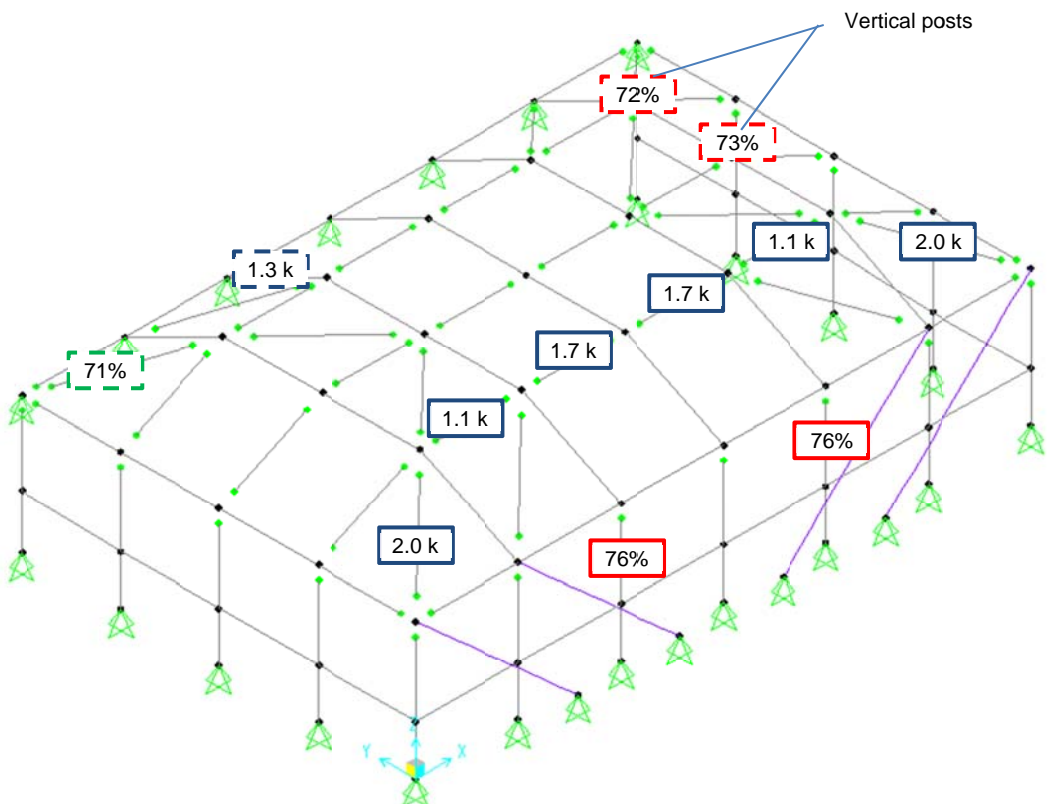 Vertical posts
72%
73%
1.1 k
2.0 k
1.3 k
1.7 k
1.7 k
71%
1.1 k
76%
2.0 k
76%
Z
Y
X